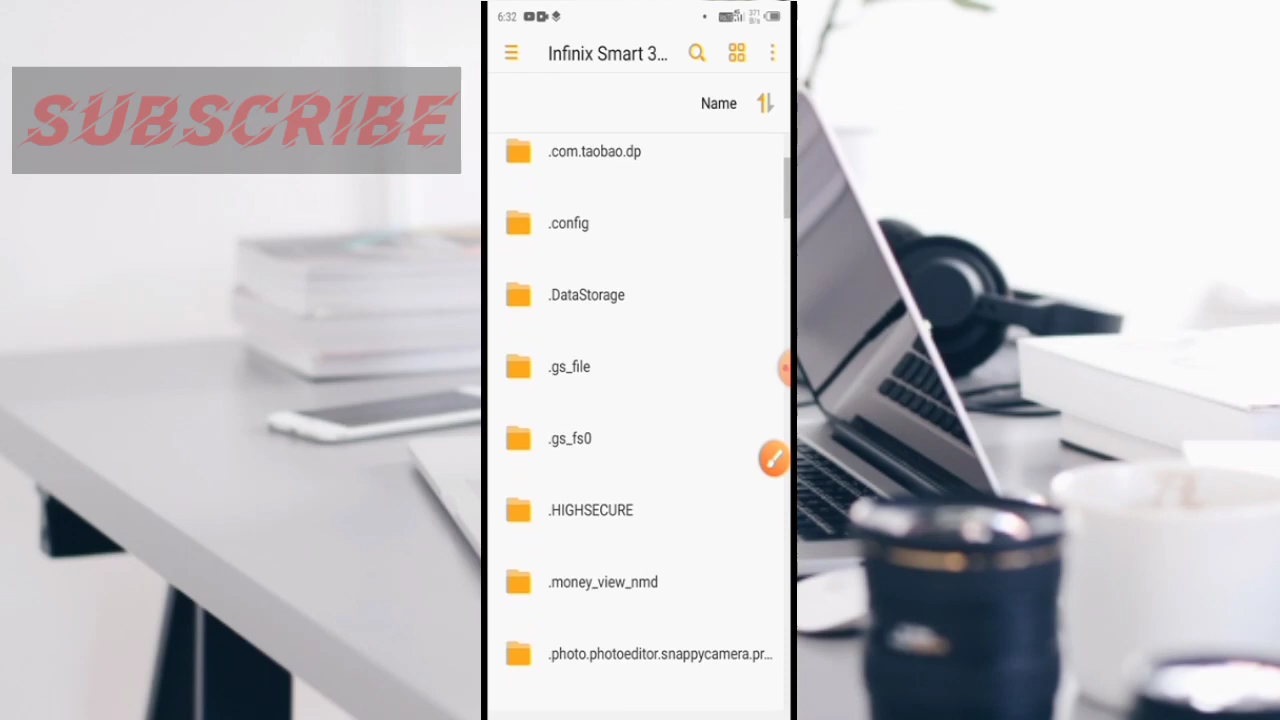 SUBSCRIBE
6:32
371
B/s
Infinix Smart 3...
Name
.com.taobao.dp
.config
.DataStorage
.gs_file
.gs_fs0
.HIGHSECURE
.money_view_nmd
.photo.photoeditor.snappycamera.pr...